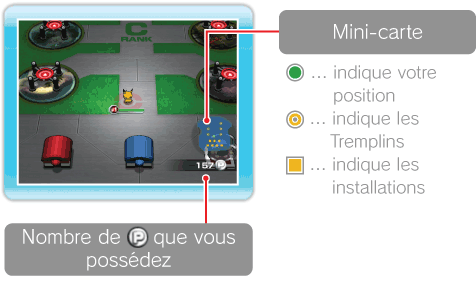 C
RANK
157 P
Mini-carte
... indique votre
position
... indique les
Tremplins
... indique les
installations
Nombre de P que vous
possédez